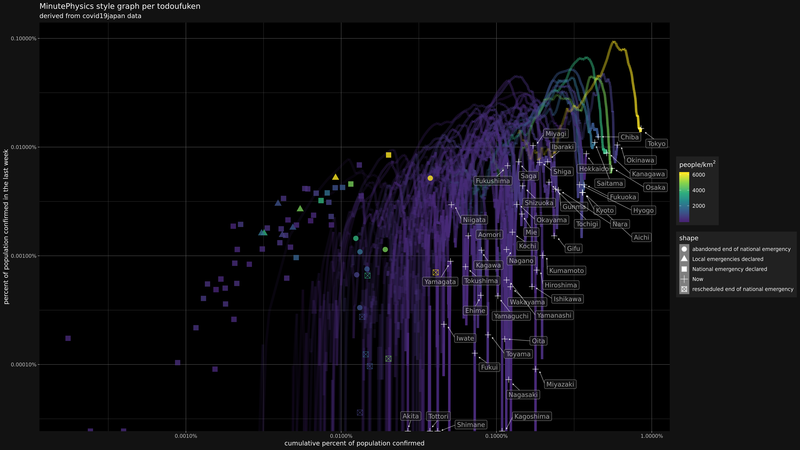 MinutePhysics style graph per todoufuken
derived from covid19japan data
percent of population confirmed in the last week
0.10000%
0.01000%
0.00100%
0.00010%
Miyagi
Chiba
Tokyo
Ibaraki
Okinawa
Hokkaido
Shiga
Kanagawa
Saga
Fukushima
Saitama
Osaka
Fukuoka
Shizuoka
Gunma
Kyoto
Hyogo
Niigata
Okayama
Tochigi
Nara
Aomori
Mie
Aichi
Kochi
Gifu
Kagawa
Nagano
Kumamoto
Yamagata
Tokushima
Hiroshima
Ishikawa
Wakayama
Ehime
Yamaguchi
Yamanashi
Iwate
Oita
Toyama
Fukui
Miyazaki
Nagasaki
Akita
Tottori
Kagoshima
Shimane
0.0010%
0.0100%
0.1000%
1.0000%
cumulative percent of population confirmed
people/km²
6000
4000
2000
shape
abandoned end of national emergency
Local emergencies declared
National emergency declared
Now
rescheduled end of national emergency